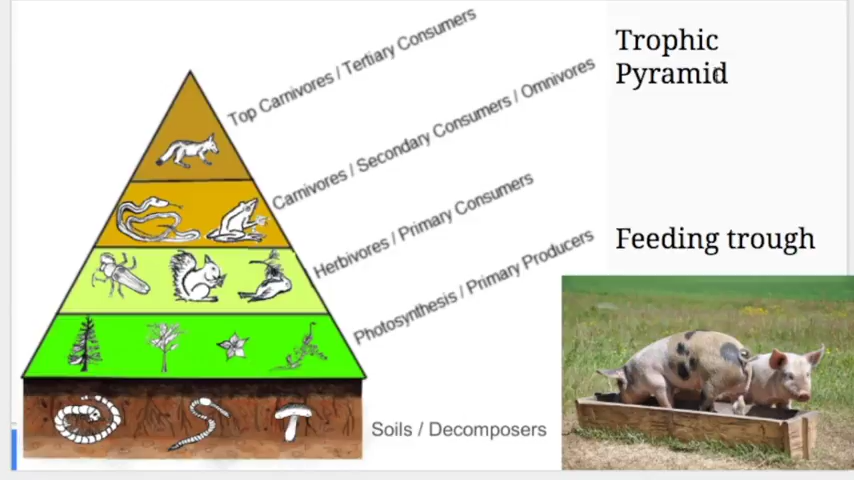 Trophic
Pyramid
Top Carnivores / Tertiary Consumers
Carnivores / Secondary Consumers / Omnivores
Herbivores / Primary Consumers
Photosynthesis / Primary Producers
Soils / Decomposers
Feeding trough